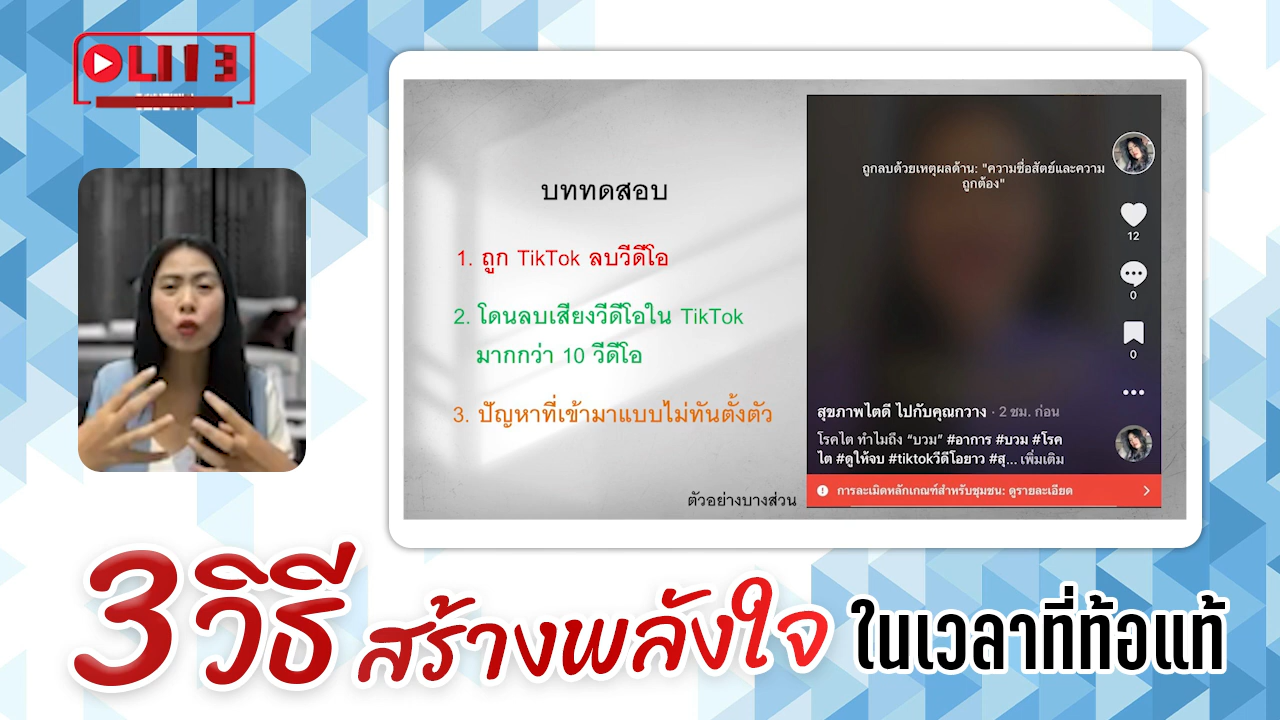 บททดสอบ
1. ถูก TikTok ลบวีดีโอ
2. โดนลบเสียงวีดีโอใน TikTok
มากกว่า 10 วีดีโอ
3. ปัญหาที่เข้ามาแบบไม่ทันตั้งตัว
ตัวอย่างบางส่วน
ถูกลบด้วยเหตุผลด้าน: "ความซื่อสัตย์และความ
ถูกต้อง"
12
0
0
สุขภาพไตดี ไปกับคุณกวาง · 2 ชม. ก่อน
โรคไต ทำไมถึง “บวม” #อาการ #บวม #โรค
ไต #ดูให้จบ #tiktokวีดีโอยาว #สุ... เพิ่มเติม
การละเมิดหลักเกณฑ์สำหรับชุมชน: ดูรายละเอียด
3 วิธี สร้างพลังใจ ในเวลาที่ท้อแท้